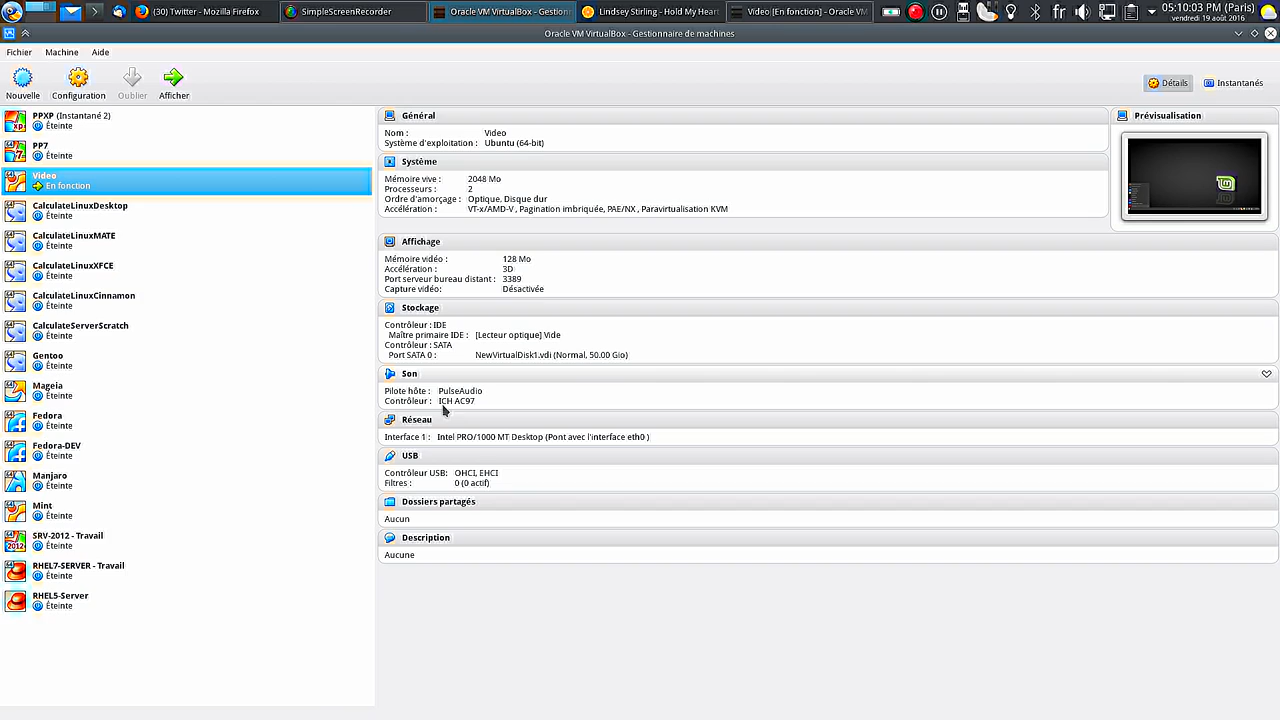 (30) Twitter - Mozilla Firefox
SimpleScreenRecorder
Oracle VM VirtualBox - Gestion
Lindsey Stirling - Hold My Hear
Video [En fonction] - Oracle VM
fr
05:10:03 PM (Paris)
vendredi 19 août 2016
Oracle VM VirtualBox - Gestionnaire de machines
Fichier Machine Aide
Nouvelle Configuration Oublier Afficher
Détails Instantanés
PPXP (Instantané 2)
Éteinte
PP7
Éteinte
Video
En fonction
CalculateLinuxDesktop
Éteinte
CalculateLinuxMATE
Éteinte
CalculateLinuxXFCE
Éteinte
CalculateLinuxCinnamon
Éteinte
CalculateServerScratch
Éteinte
Gentoo
Éteinte
Mageia
Éteinte
Fedora
Éteinte
Fedora-DEV
Éteinte
Manjaro
Éteinte
Mint
Éteinte
SRV-2012 - Travail
Éteinte
RHEL7-SERVER - Travail
Éteinte
RHEL5-Server
Éteinte
Général
Nom : Video
Système d'exploitation : Ubuntu (64-bit)
Système
Mémoire vive : 2048 Mo
Processeurs : 2
Ordre d'amorçage : Optique, Disque dur
Accélération : VT-x/AMD-V , Pagination imbriquée, PAE/NX , Paravirtualisation KVM
Prévisualisation
Affichage
Mémoire vidéo : 128 Mo
Accélération : 3D
Port serveur bureau distant : 3389
Capture vidéo: Désactivée
Stockage
Contrôleur : IDE
Maître primaire IDE : [Lecteur optique] Vide
Contrôleur : SATA
Port SATA 0 : NewVirtualDisk1.vdi (Normal, 50.00 Gio)
Son
Pilote hôte : PulseAudio
Contrôleur : ICH AC97
Réseau
Interface 1 : Intel PRO/1000 MT Desktop (Pont avec l'interface eth0 )
USB
Contrôleur USB: OHCI, EHCI
Filtres : 0 (0 actif)
Dossiers partagés
Aucun
Description
Aucune